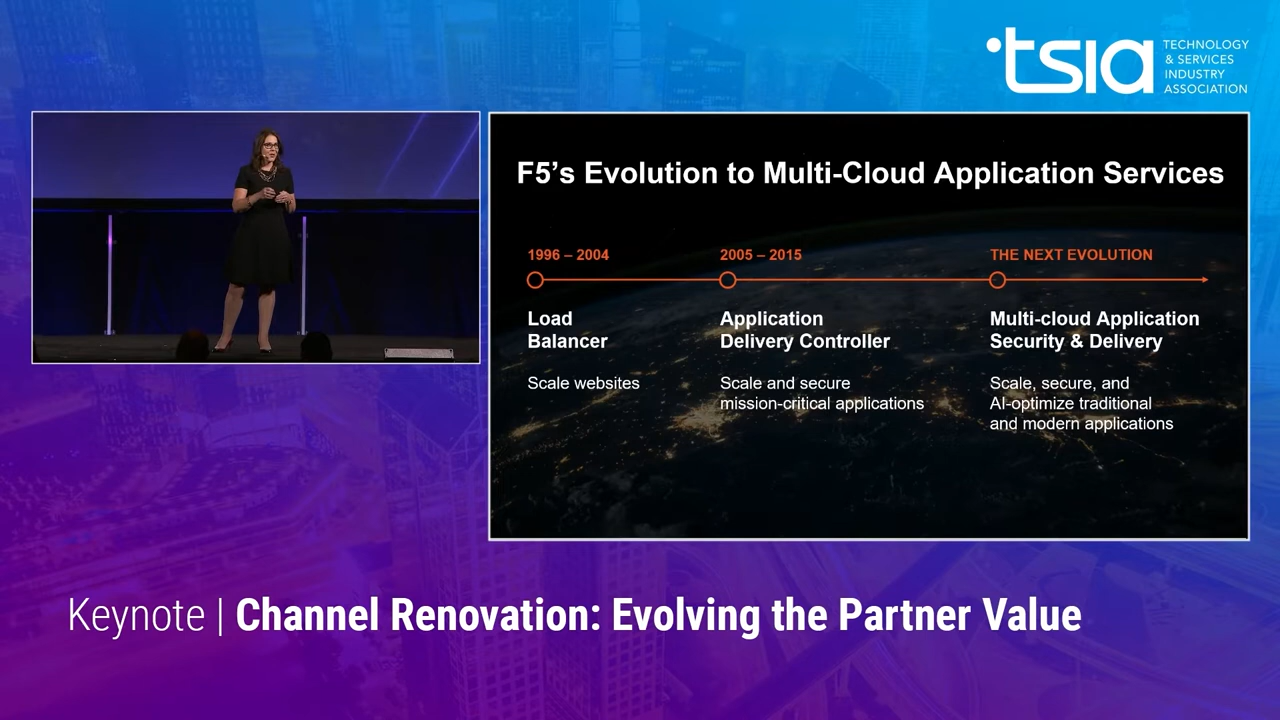 tsia
TECHNOLOGY
& SERVICES
INDUSTRY
ASSOCIATION
F5’s Evolution to Multi-Cloud Application Services
1996 – 2004
Load
Balancer
Scale websites
2005 – 2015
Application
Delivery Controller
Scale and secure
mission-critical applications
THE NEXT EVOLUTION
Multi-cloud Application
Security & Delivery
Scale, secure, and
AI-optimize traditional
and modern applications
Keynote | Channel Renovation: Evolving the Partner Value